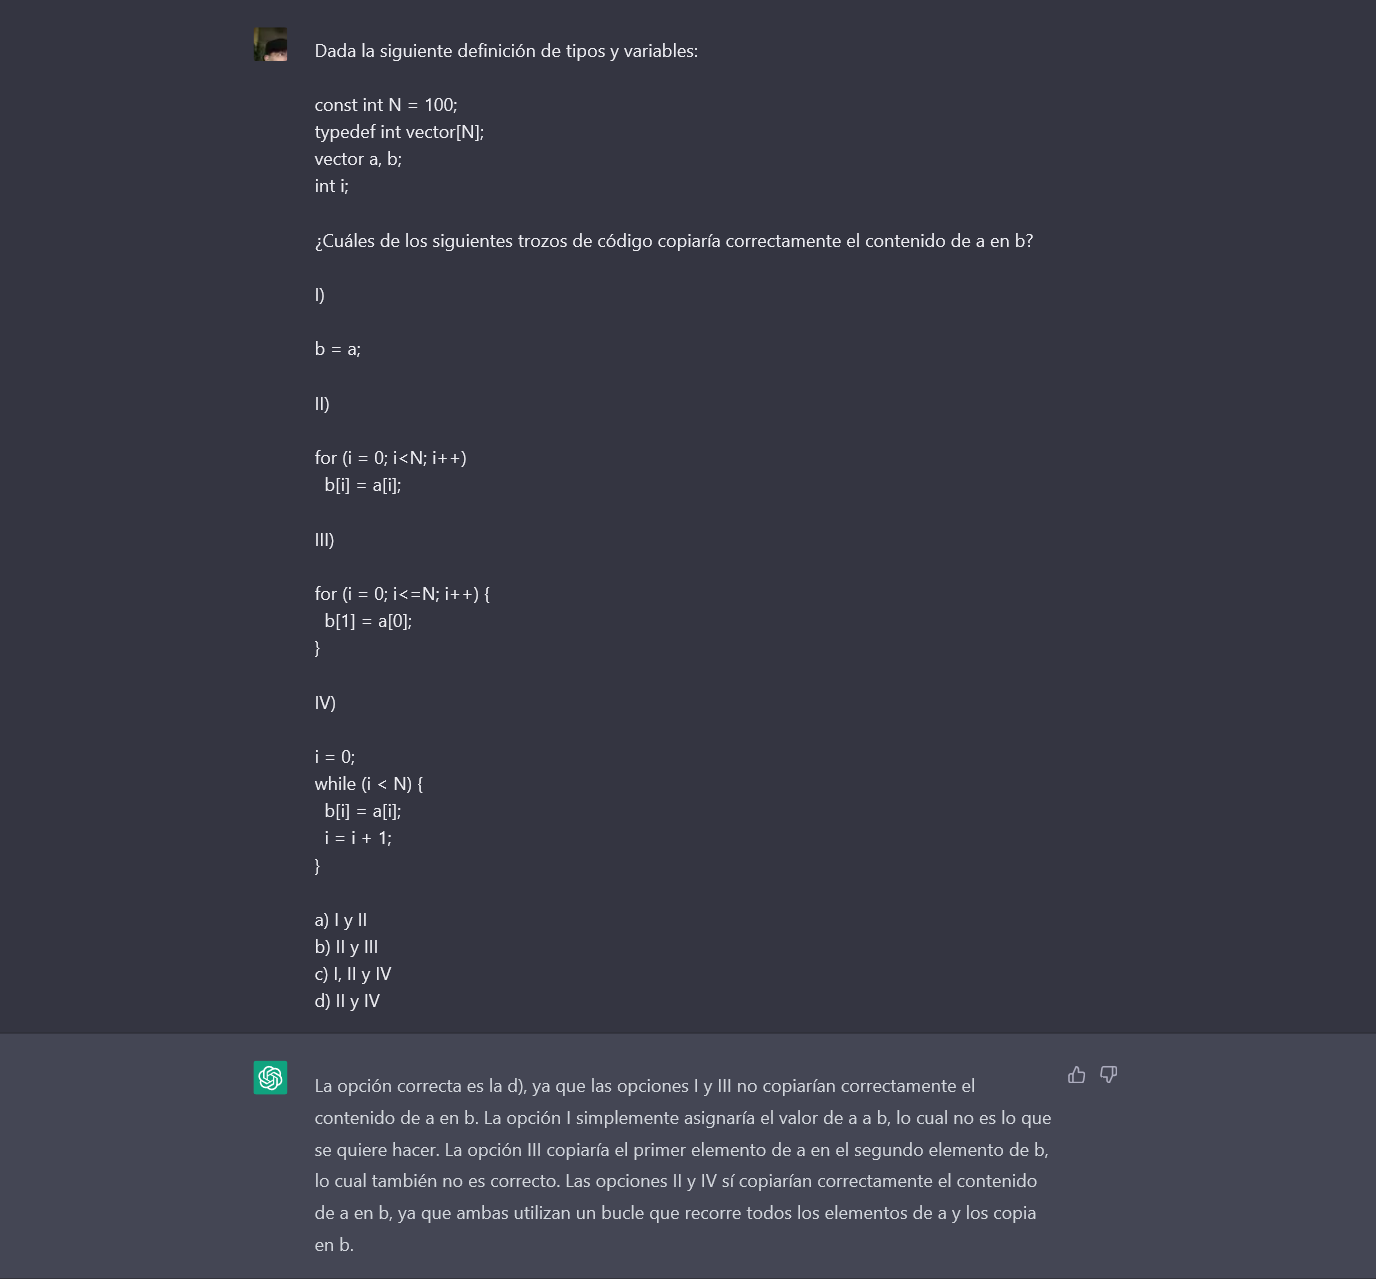 Dada la siguiente definición de tipos y variables:
const int N = 100;
typedef int vector[N];
vector a, b;
int i;
¿Cuáles de los siguientes trozos de código copiaría correctamente el contenido de a en b?
I)
b = a;
II)
for (i = 0; i<N; i++)
  b[i] = a[i];
III)
for (i = 0; i<=N; i++) {
  b[1] = a[0];
}
IV)
i = 0;
while (i < N) {
  b[i] = a[i];
  i = i + 1;
}
a) I y II
b) II y III
c) I, II y IV
d) II y IV
La opción correcta es la d), ya que las opciones I y III no copiarían correctamente el
contenido de a en b. La opción I simplemente asignaría el valor de a a b, lo cual no es lo que
se quiere hacer. La opción III copiaría el primer elemento de a en el segundo elemento de b,
lo cual también no es correcto. Las opciones II y IV sí copiarían correctamente el contenido
de a en b, ya que ambas utilizan un bucle que recorre todos los elementos de a y los copia
en b.